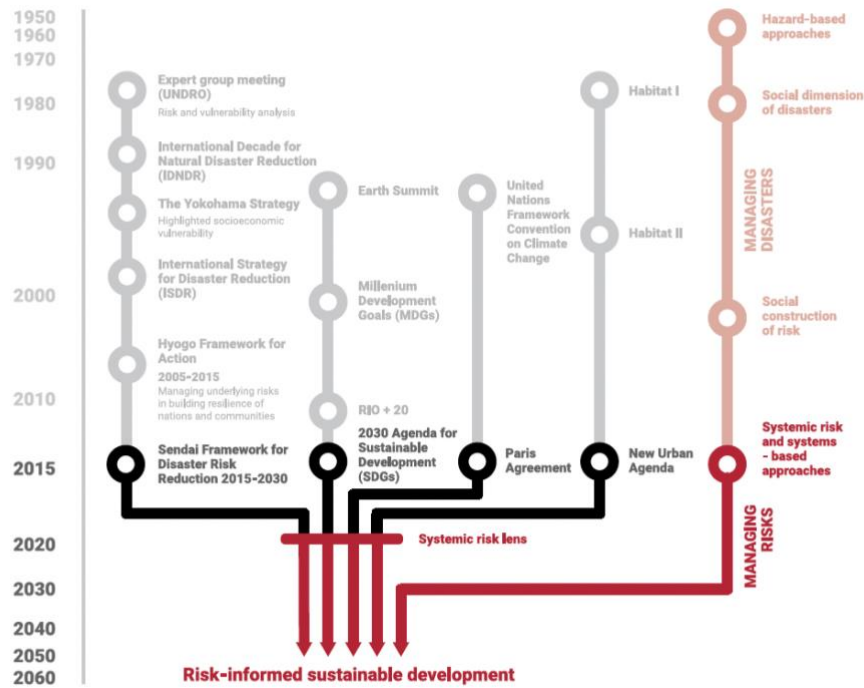 1950
1960
1970
1980
1990
2000
2010
2015
2020
2030
2040
2050
2060
Expert group meeting
(UNDRO)
Risk and vulnerability analysis
International Decade for
Natural Disaster Reduction
(IDNDR)
The Yokohama Strategy
Highlighted socioeconomic
vulnerability
International Strategy
for Disaster Reduction
(ISDR)
Hyogo Framework for
Action
2005-2015
Managing underlying risks
in building resilience of
nations and communities
Sendai Framework for
Disaster Risk
Reduction 2015-2030
Earth Summit
Millenium
Development
Goals (MDGs)
RIO + 20
2030 Agenda for
Sustainable
Development
(SDGs)
United
Nations
Framework
Convention
on Climate
Change
Paris
Agreement
Habitat I
Habitat II
New Urban
Agenda
Hazard-based
approaches
Social dimension
of disasters
MANAGING
DISASTERS
Social
construction
of risk
Systemic risk
and systems
- based
approaches
MANAGING
RISKS
Systemic risk lens
Risk-informed sustainable development